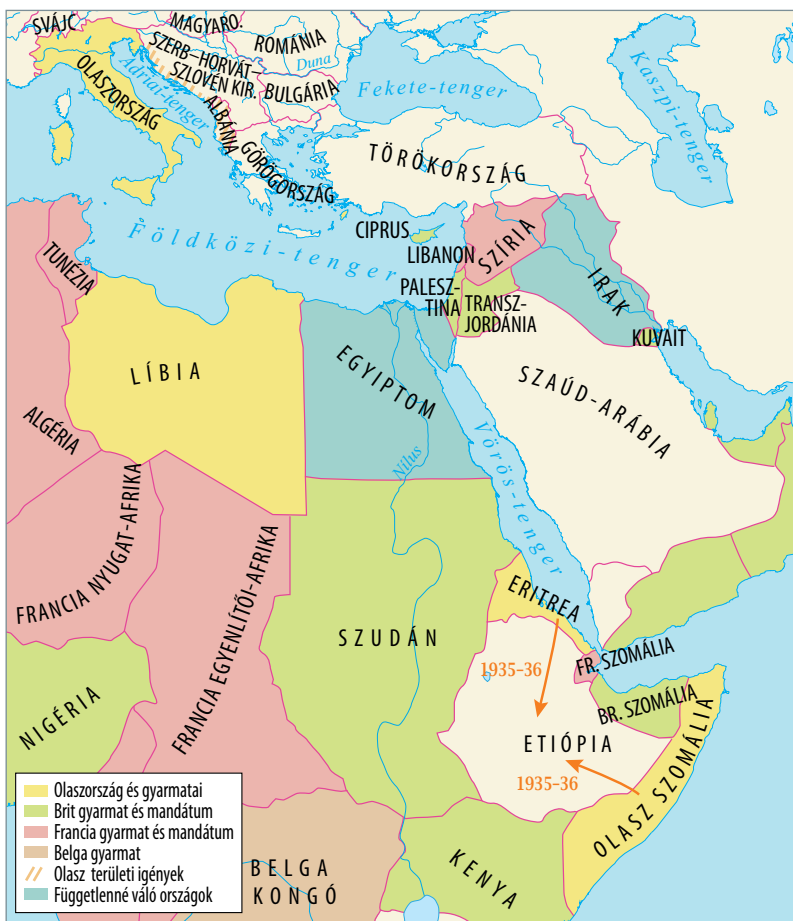 SVÁJC
MAGYARO.
ROMÁNIA
SZERB-HORVÁT-
SZLOVÉN KIR.
Duna
OLASZORSZÁG
Adriai-tenger
BULGÁRIA
Fekete-tenger
Kaszpi-tenger
ALBÁNIA
GÖRÖGORSZÁG
TÖRÖKORSZÁG
Földközi-tenger
CIPRUS
LIBANON
SZÍRIA
TUNÉZIA
PALESZ-
TINA
TRANSZ-
JORDÁNIA
IRAK
KUVAIT
LÍBIA
EGYIPTOM
SZAÚD-ARÁBIA
ALGÉRIA
Nílus
Vörös-tenger
FRANCIA NYUGAT-AFRIKA
FRANCIA EGYENLÍTŐI-AFRIKA
ERITREA
SZUDÁN
1935–36
FR. SZOMÁLIA
BR. SZOMÁLIA
NIGÉRIA
ETIÓPIA
1935–36
OLASZ SZOMÁLIA
Olaszország és gyarmatai
Brit gyarmat és mandátum
Francia gyarmat és mandátum
Belga gyarmat
Olasz területi igények
Függetlenné váló országok
BELGA
KONGÓ
KENYA